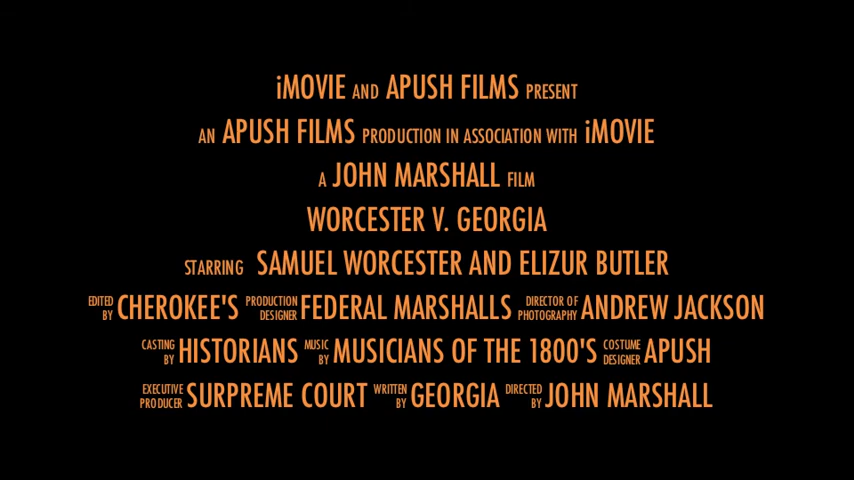 iMOVIE AND APUSH FILMS PRESENT
AN APUSH FILMS PRODUCTION IN ASSOCIATION WITH iMOVIE
A JOHN MARSHALL FILM
WORCESTER V. GEORGIA
STARRING SAMUEL WORCESTER AND ELIZUR BUTLER
EDITED BY CHEROKEE'S PRODUCTION DESIGNER FEDERAL MARSHALLS DIRECTOR OF PHOTOGRAPHY ANDREW JACKSON
CASTING BY HISTORIANS MUSIC BY MUSICIANS OF THE 1800'S COSTUME DESIGNER APUSH
EXECUTIVE PRODUCER SURPREME COURT WRITTEN BY GEORGIA DIRECTED BY JOHN MARSHALL